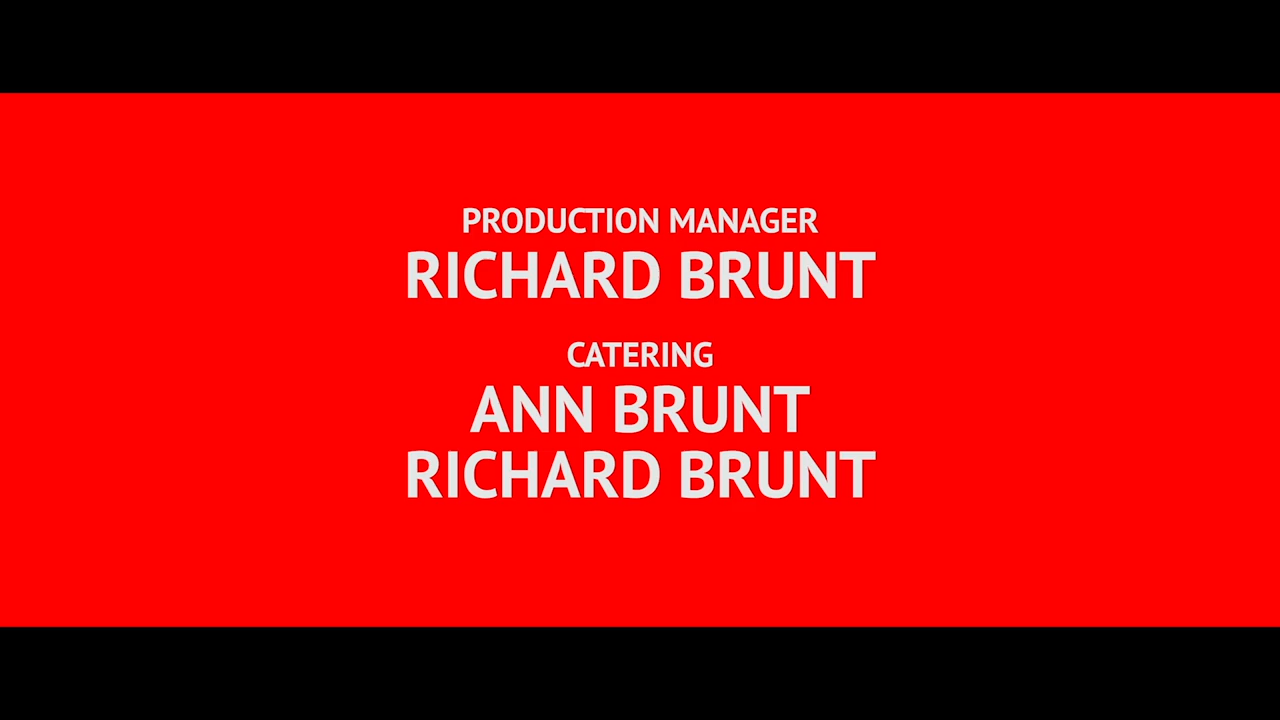 PRODUCTION MANAGER
RICHARD BRUNT
CATERING
ANN BRUNT
RICHARD BRUNT